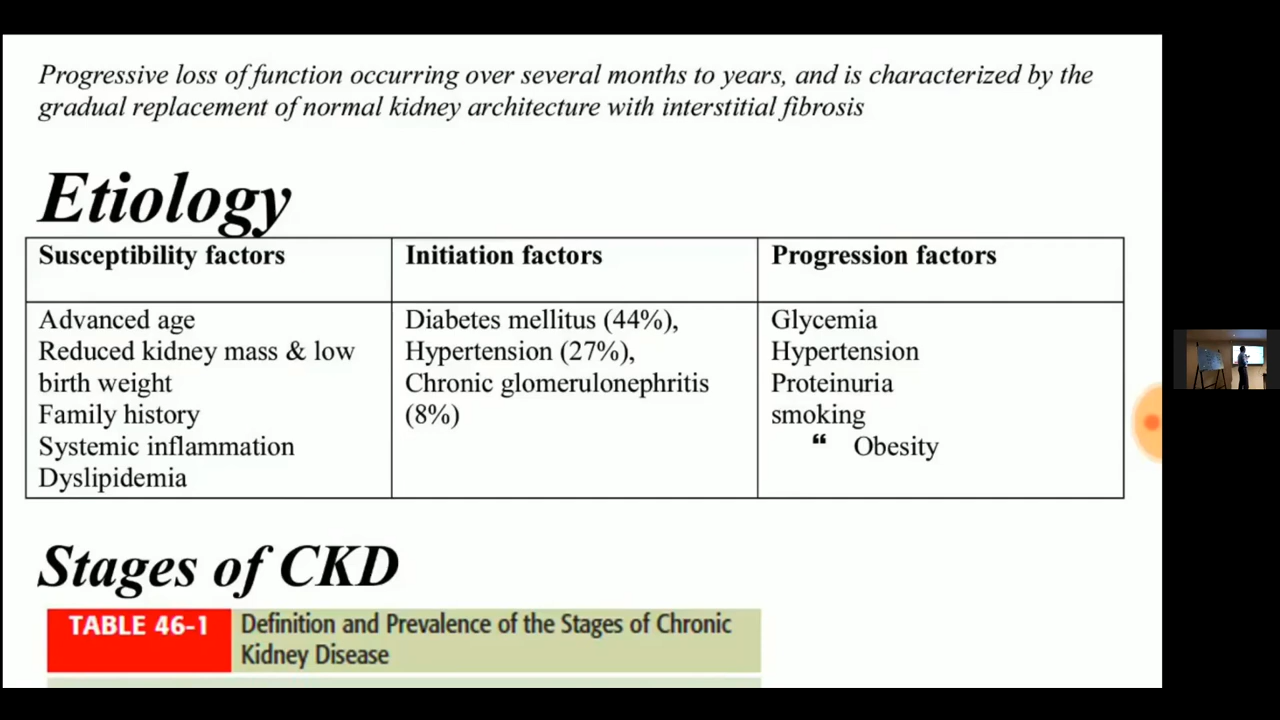 Progressive loss of function occurring over several months to years, and is characterized by the
gradual replacement of normal kidney architecture with interstitial fibrosis
Etiology
Susceptibility factors
Initiation factors
Progression factors
Advanced age
Reduced kidney mass & low
birth weight
Family history
Systemic inflammation
Dyslipidemia
Diabetes mellitus (44%),
Hypertension (27%),
Chronic glomerulonephritis
(8%)
Glycemia
Hypertension
Proteinuria
smoking
“ Obesity
Stages of CKD
TABLE 46-1
Definition and Prevalence of the Stages of Chronic
Kidney Disease